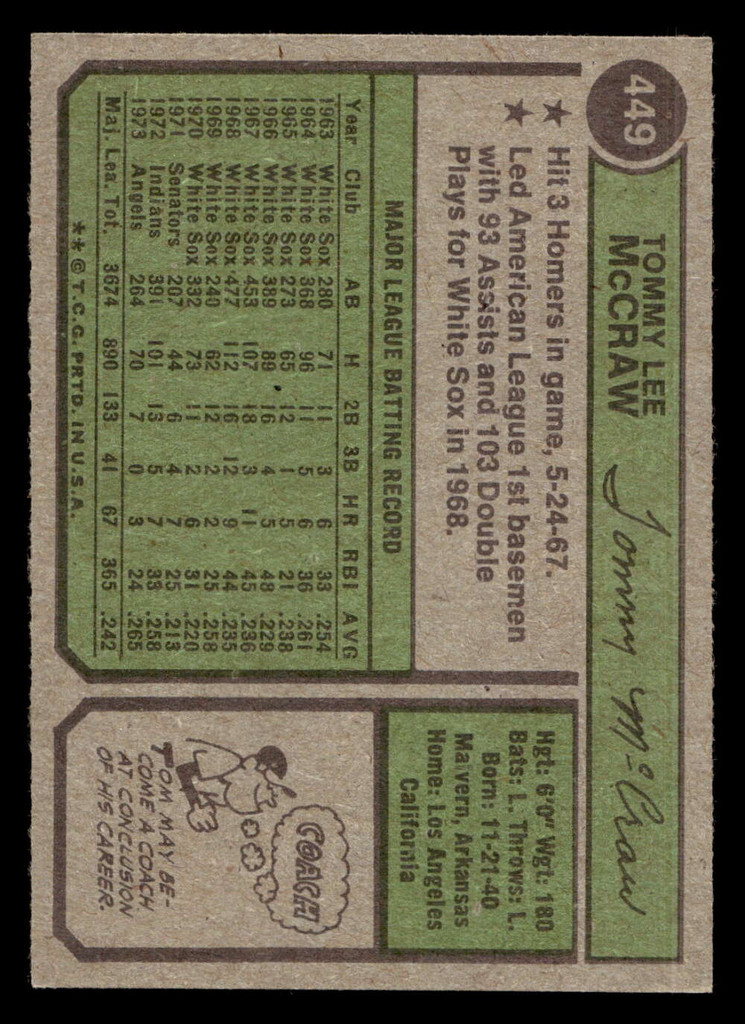 449
TOMMY LEE
McCRAW
Tommy McCraw
★ Hit 3 Homers in game, 5-24-67.
★ Led American League 1st basemen
with 93 Assists and 103 Double
Plays for White Sox in 1968.
MAJOR LEAGUE BATTING RECORD
Year Club AB H 2B 3B HR RBI AVG
1963 White Sox 280 71 11 3 6 33 .254
1964 White Sox 368 96 11 5 6 36 .261
1965 White Sox 273 65 12 1 5 21 .238
1966 White Sox 389 89 16 4 5 48 .229
1967 White Sox 453 107 18 3 11 45 .236
1968 White Sox 477 112 16 12 9 44 .235
1969 White Sox 240 62 12 2 2 25 .258
1970 White Sox 332 73 11 2 6 31 .220
1971 Senators 207 44 6 4 7 25 .213
1972 Indians 391 101 13 5 7 33 .258
1973 Angels 264 70 7 0 3 24 .265
Maj. Lea. Tot. 3674 890 133 41 67 365 .242
**© T.C.G. PRTD. IN U.S.A.
Hgt: 6'0" Wgt: 180
Bats: L. Throws: L.
Born: 11-21-40
Malvern, Arkansas
Home: Los Angeles
California
COACH
TOM MAY BE-
COME A COACH
AT CONCLUSION
OF HIS CAREER.